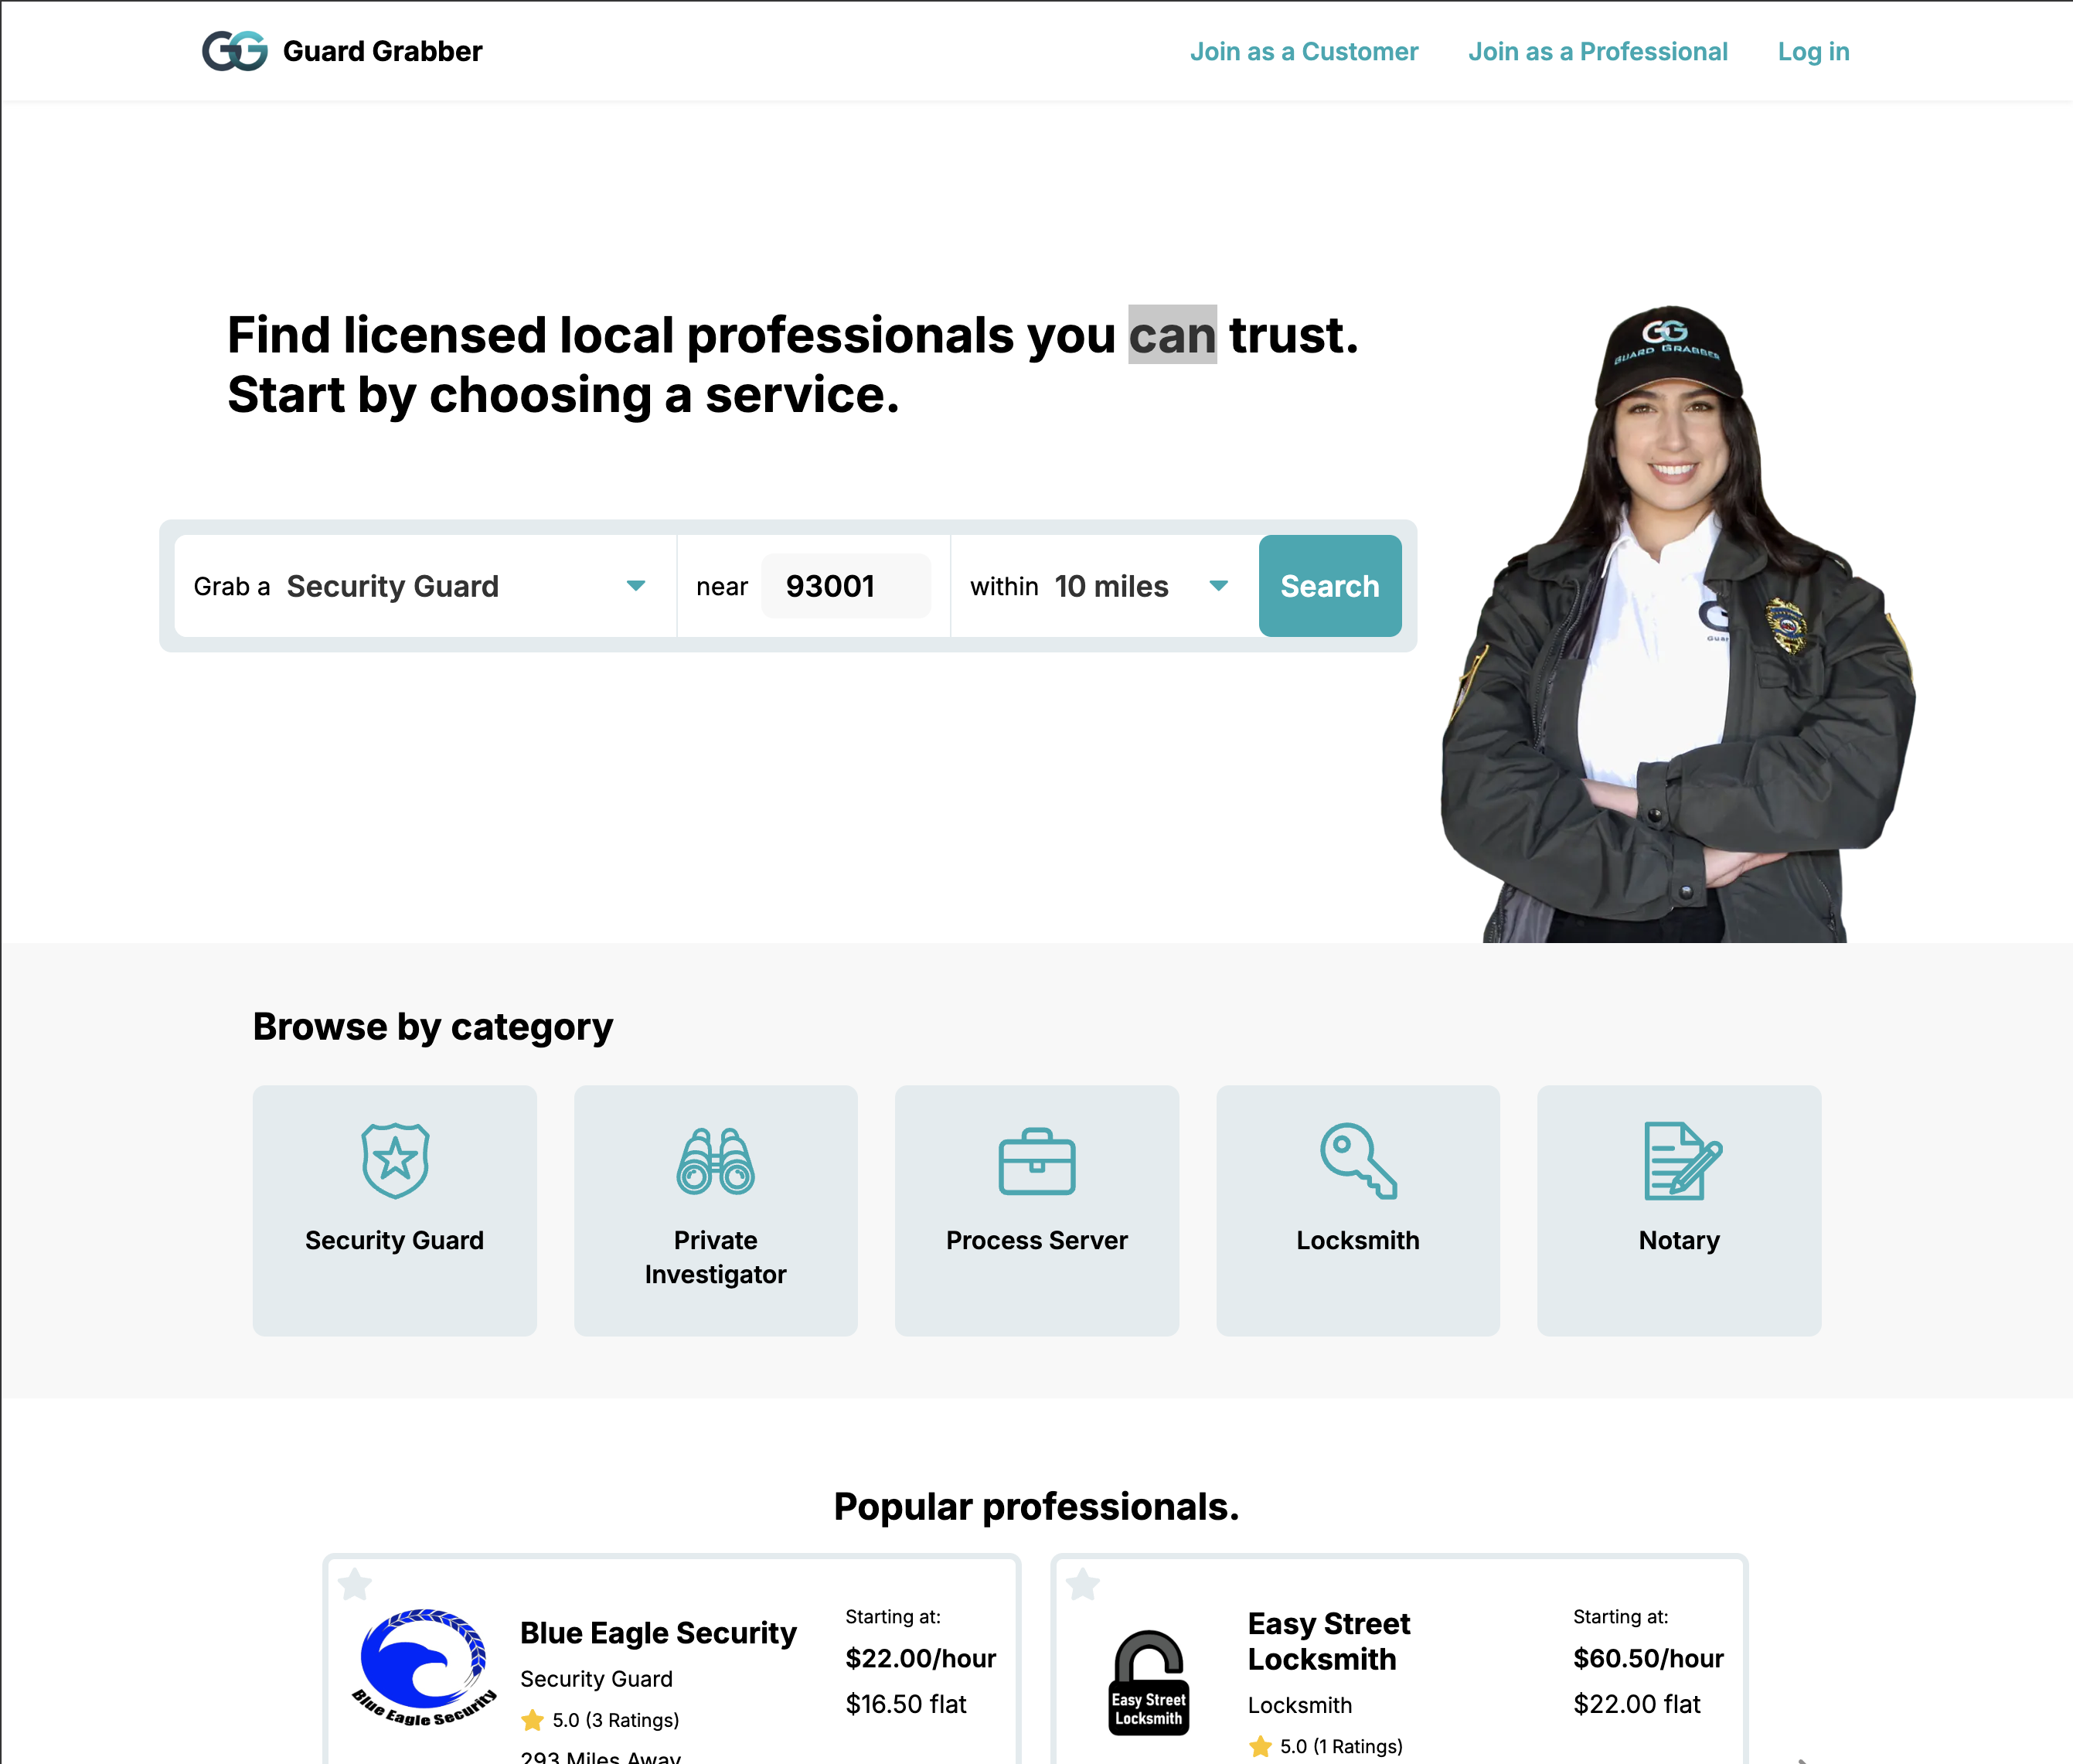 GG Guard Grabber
Join as a Customer
Join as a Professional
Log in
Find licensed local professionals you can trust.
Start by choosing a service.
GG
GUARD GRABBER
Grab a Security Guard
near 93001
within 10 miles
Search
Browse by category
Security Guard
Private
Investigator
Process Server
Locksmith
Notary
Popular professionals.
Blue Eagle Security
Blue Eagle Security
Security Guard
5.0 (3 Ratings)
293 Miles Away
Starting at:
$22.00/hour
$16.50 flat
Easy Street
Locksmith
Easy Street
Locksmith
Locksmith
5.0 (1 Ratings)
Starting at:
$60.50/hour
$22.00 flat